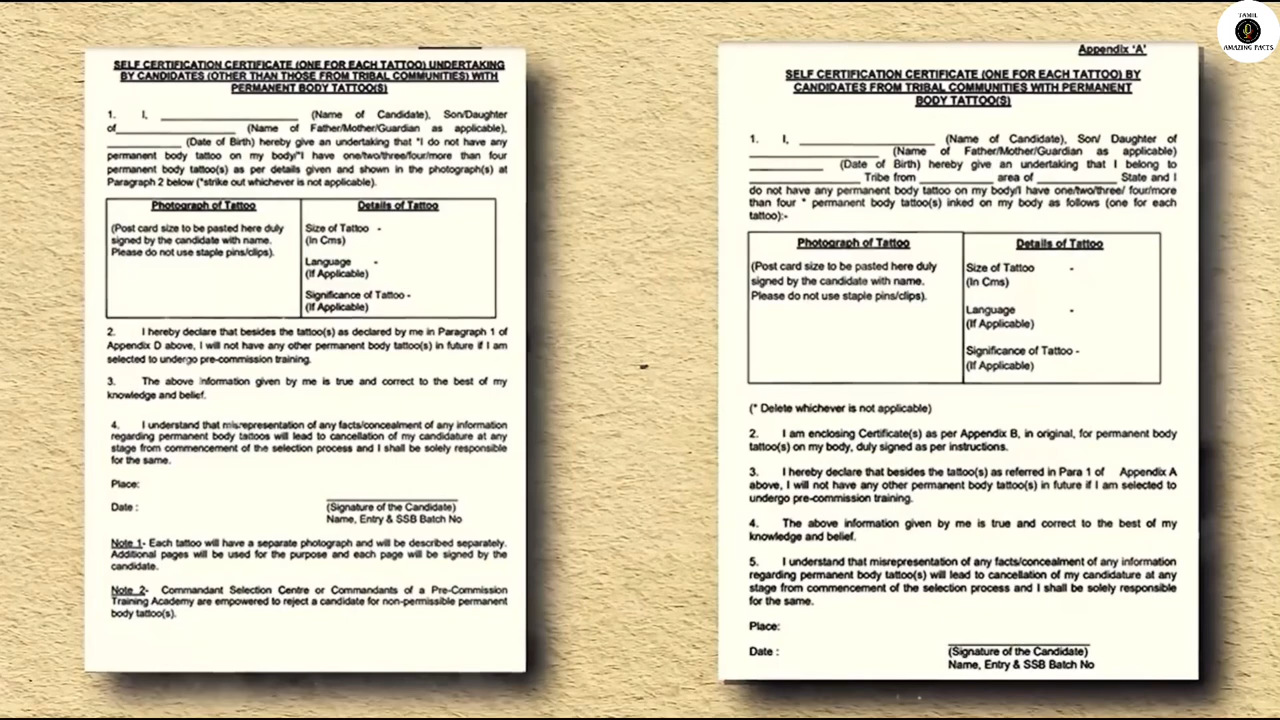 SELF CERTIFICATION CERTIFICATE (ONE FOR EACH TATTOO) UNDERTAKING
BY CANDIDATES (OTHER THAN THOSE FROM TRIBAL COMMUNITIES) WITH
PERMANENT BODY TATTOO(S)
1. I, ____________________ (Name of Candidate), Son/Daughter
of________________ (Name of Father/Mother/Guardian as applicable),
___________ (Date of Birth) hereby give an undertaking that *I do not have any
permanent body tattoo on my body/*I have one/two/three/four/more than four
permanent body tattoo(s) as per details given and shown in the photograph(s) at
Paragraph 2 below (*strike out whichever is not applicable).
Photograph of Tattoo
(Post card size to be pasted here duly
signed by the candidate with name.
Please do not use staple pins/clips).
Details of Tattoo
Size of Tattoo -
(In Cms)
Language -
(If Applicable)
Significance of Tattoo -
(If Applicable)
2. I hereby declare that besides the tattoo(s) as declared by me in Paragraph 1 of
Appendix D above, I will not have any other permanent body tattoo(s) in future if I am
selected to undergo pre-commission training.
3. The above information given by me is true and correct to the best of my
knowledge and belief.
4. I understand that misrepresentation of any facts/concealment of any information
regarding permanent body tattoos will lead to cancellation of my candidature at any
stage from commencement of the selection process and I shall be solely responsible
for the same.
Place:
Date :
(Signature of the Candidate)
Name, Entry & SSB Batch No
Note 1- Each tattoo will have a separate photograph and will be described separately.
Additional pages will be used for the purpose and each page will be signed by the
candidate.
Note 2- Commandant Selection Centre or Commandants of a Pre-Commission
Training Academy are empowered to reject a candidate for non-permissible permanent
body tattoo(s).
Appendix 'A'
SELF CERTIFICATION CERTIFICATE (ONE FOR EACH TATTOO) BY
CANDIDATES FROM TRIBAL COMMUNITIES WITH PERMANENT
BODY TATTOO(S)
1. I, ____________________ (Name of Candidate), Son/ Daughter of
___________________ (Name of Father/Mother/Guardian as applicable)
___________ (Date of Birth) hereby give an undertaking that I belong to
________________ Tribe from ___________ area of ___________ State and I
do not have any permanent body tattoo on my body/I have one/two/three/ four/more
than four * permanent body tattoo(s) inked on my body as follows (one for each
tattoo):-
Photograph of Tattoo
(Post card size to be pasted here duly
signed by the candidate with name.
Please do not use staple pins/clips).
Details of Tattoo
Size of Tattoo -
(In Cms)
Language -
(If Applicable)
Significance of Tattoo -
(If Applicable)
(* Delete whichever is not applicable)
2. I am enclosing Certificate(s) as per Appendix B, in original, for permanent body
tattoo(s) on my body, duly signed as per instructions.
3. I hereby declare that besides the tattoo(s) as referred in Para 1 of Appendix A
above, I will not have any other permanent body tattoo(s) in future if I am selected to
undergo pre-commission training.
4. The above information given by me is true and correct to the best of my
knowledge and belief.
5. I understand that misrepresentation of any facts/concealment of any information
regarding permanent body tattoo(s) will lead to cancellation of my candidature at any
stage from commencement of the selection process and I shall be solely responsible
for the same.
Place:
Date :
(Signature of the Candidate)
Name, Entry & SSB Batch No
TAMIL
AMAZING FACTS